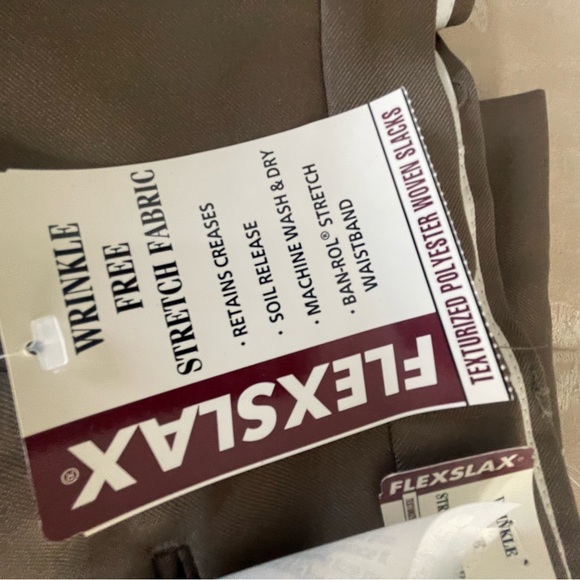 WRINKLE
FREE
STRETCH FABRIC
· RETAINS CREASES
· SOIL RELEASE
· MACHINE WASH & DRY
· BAN-ROL® STRETCH
WAISTBAND
TEXTURIZED POLYESTER WOVEN SLACKS
FLEXSLAX®
FLEXSLAX®